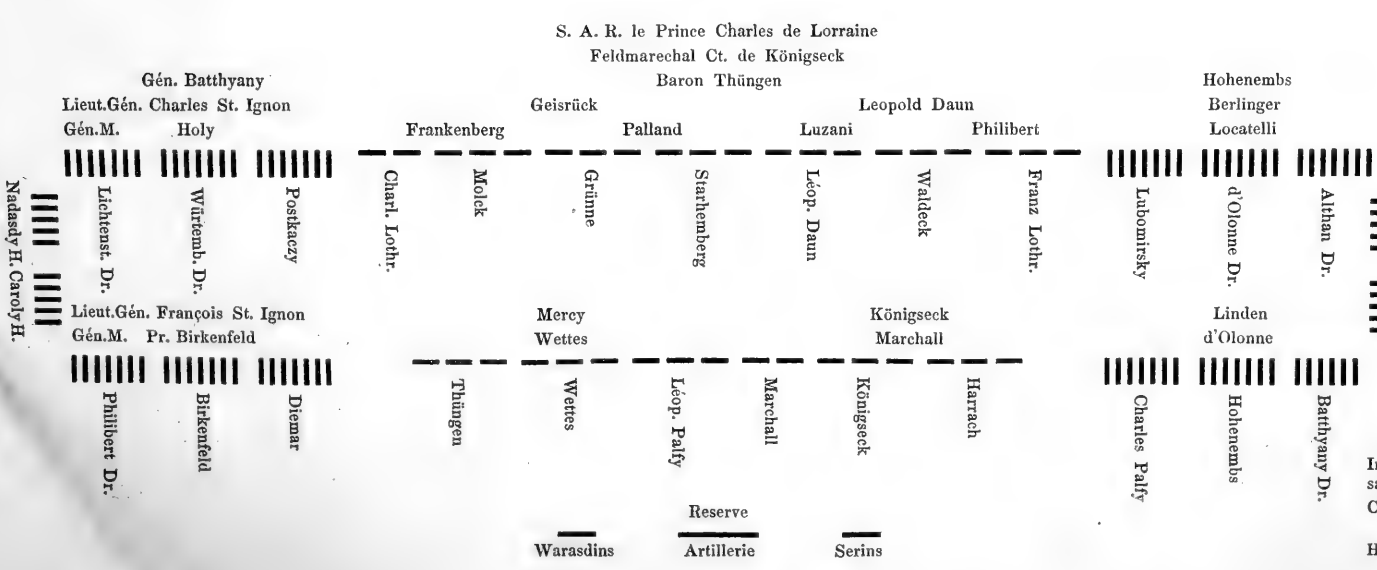 S. A. R. le Prince Charles de Lorraine
Feldmarechal Ct. de Königseck
Baron Thüngen
Gén. Batthyany
Lieut.Gén. Charles St. Ignon
Gén.M. Holy
Geisrück
Leopold Daun
Frankenberg
Palland
Luzani
Philibert
Hohenembs
Berlinger
Locatelli
Nadasdy H. Caroly H.
Lichtenst. Dr.
Würtemb. Dr.
Postkaczy
Charl. Lothr.
Molck
Grünne
Starhemberg
Léop. Daun
Waldeck
Franz Lothr.
Lubomirsky
d'Olonne Dr.
Althan Dr.
Lieut.Gén. François St. Ignon
Gén.M. Pr. Birkenfeld
Mercy
Wettes
Königseck
Marchall
Linden
d'Olonne
Philibert Dr.
Birkenfeld
Diemar
Thüngen
Wettes
Léop. Palfy
Marchall
Königseck
Harrach
Charles Palfy
Hohenembs
Batthyany Dr.
Reserve
Warasdins
Artillerie
Serins